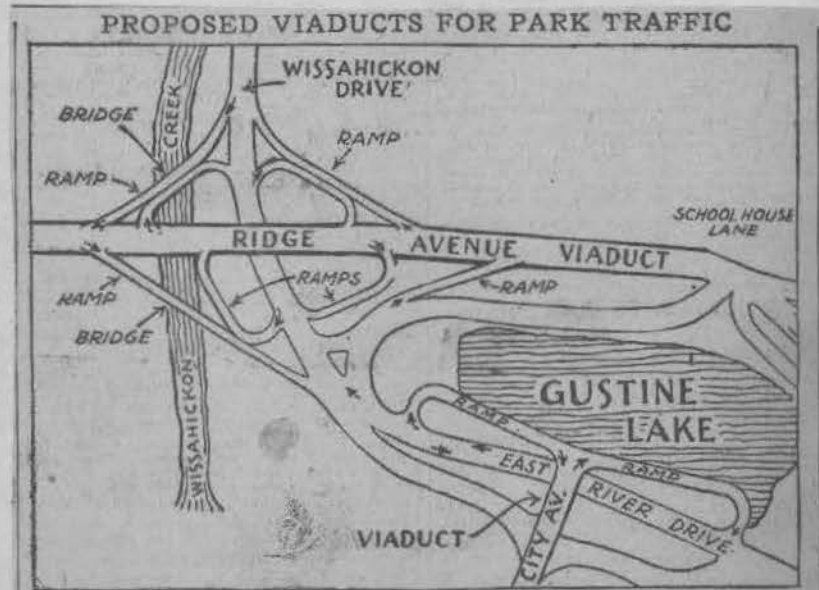 PROPOSED VIADUCTS FOR PARK TRAFFIC
WISSAHICKON
DRIVE
CREEK
BRIDGE
RAMP
RAMP
SCHOOL HOUSE
LANE
RIDGE AVENUE VIADUCT
RAMP
RAMPS
RAMP
BRIDGE
WISSAHICKON
GUSTINE
LAKE
RAMP
RAMP
EAST RIVER DRIVE
VIADUCT
CITY AV.